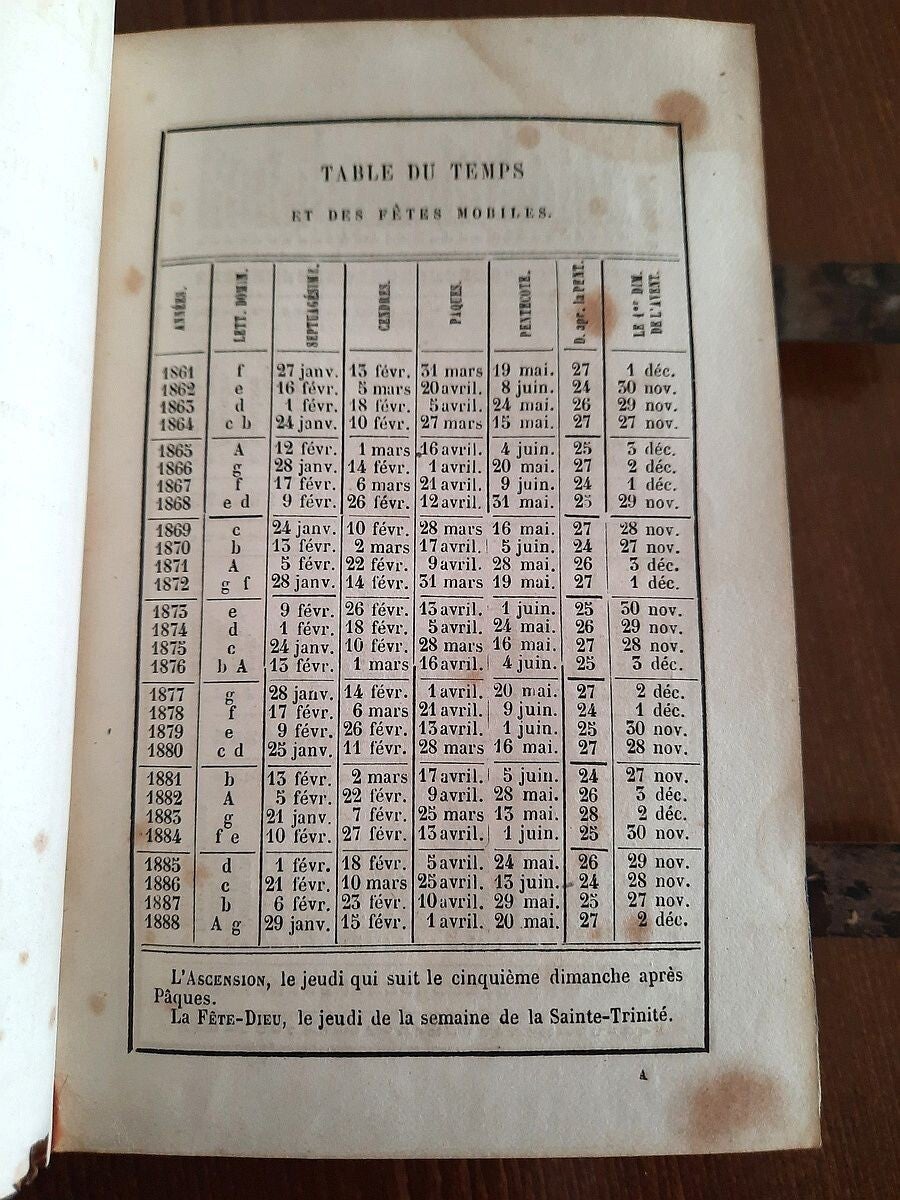 TABLE DU TEMPS
ET DES FÊTES MOBILES.
ANNÉES. LETT. DOMIN. SEPTUAGÉSIME. CENDRES. PAQUES. PENTECOTE. D. apr. la PENT. LE 1er DIM. DE L'AVENT.
1861 f 27 janv. 13 févr. 31 mars 19 mai. 27 1 déc.
1862 e 16 févr. 5 mars 20 avril. 8 juin. 24 30 nov.
1863 d 1 févr. 18 févr. 5 avril. 24 mai. 26 29 nov.
1864 c b 24 janv. 10 févr. 27 mars 15 mai. 27 27 nov.
1865 A 12 févr. 1 mars 16 avril. 4 juin. 25 3 déc.
1866 g 28 janv. 14 févr. 1 avril. 20 mai. 27 2 déc.
1867 f 17 févr. 6 mars 21 avril. 9 juin. 24 1 déc.
1868 e d 9 févr. 26 févr. 12 avril. 31 mai. 25 29 nov.
1869 c 24 janv. 10 févr. 28 mars 16 mai. 27 28 nov.
1870 b 13 févr. 2 mars 17 avril. 5 juin. 24 27 nov.
1871 A 5 févr. 22 févr. 9 avril. 28 mai. 26 3 déc.
1872 g f 28 janv. 14 févr. 31 mars 19 mai. 27 1 déc.
1873 e 9 févr. 26 févr. 13 avril. 1 juin. 25 30 nov.
1874 d 1 févr. 18 févr. 5 avril. 24 mai. 26 29 nov.
1875 c 24 janv. 10 févr. 28 mars 16 mai. 27 28 nov.
1876 b A 13 févr. 1 mars 16 avril. 4 juin. 25 3 déc.
1877 g 28 janv. 14 févr. 1 avril. 20 mai. 27 2 déc.
1878 f 17 févr. 6 mars 21 avril. 9 juin. 24 1 déc.
1879 e 9 févr. 26 févr. 13 avril. 1 juin. 25 30 nov.
1880 c d 25 janv. 11 févr. 28 mars 16 mai. 27 28 nov.
1881 b 13 févr. 2 mars 17 avril. 5 juin. 24 27 nov.
1882 A 5 févr. 22 févr. 9 avril. 28 mai. 26 3 déc.
1883 g 21 janv. 7 févr. 25 mars 13 mai. 28 2 déc.
1884 f e 10 févr. 27 févr. 13 avril. 1 juin. 25 30 nov.
1885 d 1 févr. 18 févr. 5 avril. 24 mai. 26 29 nov.
1886 c 21 févr. 10 mars 25 avril. 13 juin. 24 28 nov.
1887 b 6 févr. 23 févr. 10 avril. 29 mai. 25 27 nov.
1888 A g 29 janv. 15 févr. 1 avril. 20 mai. 27 2 déc.
L'ASCENSION, le jeudi qui suit le cinquième dimanche après
Pâques.
La FÊTE-DIEU, le jeudi de la semaine de la Sainte-Trinité.
A